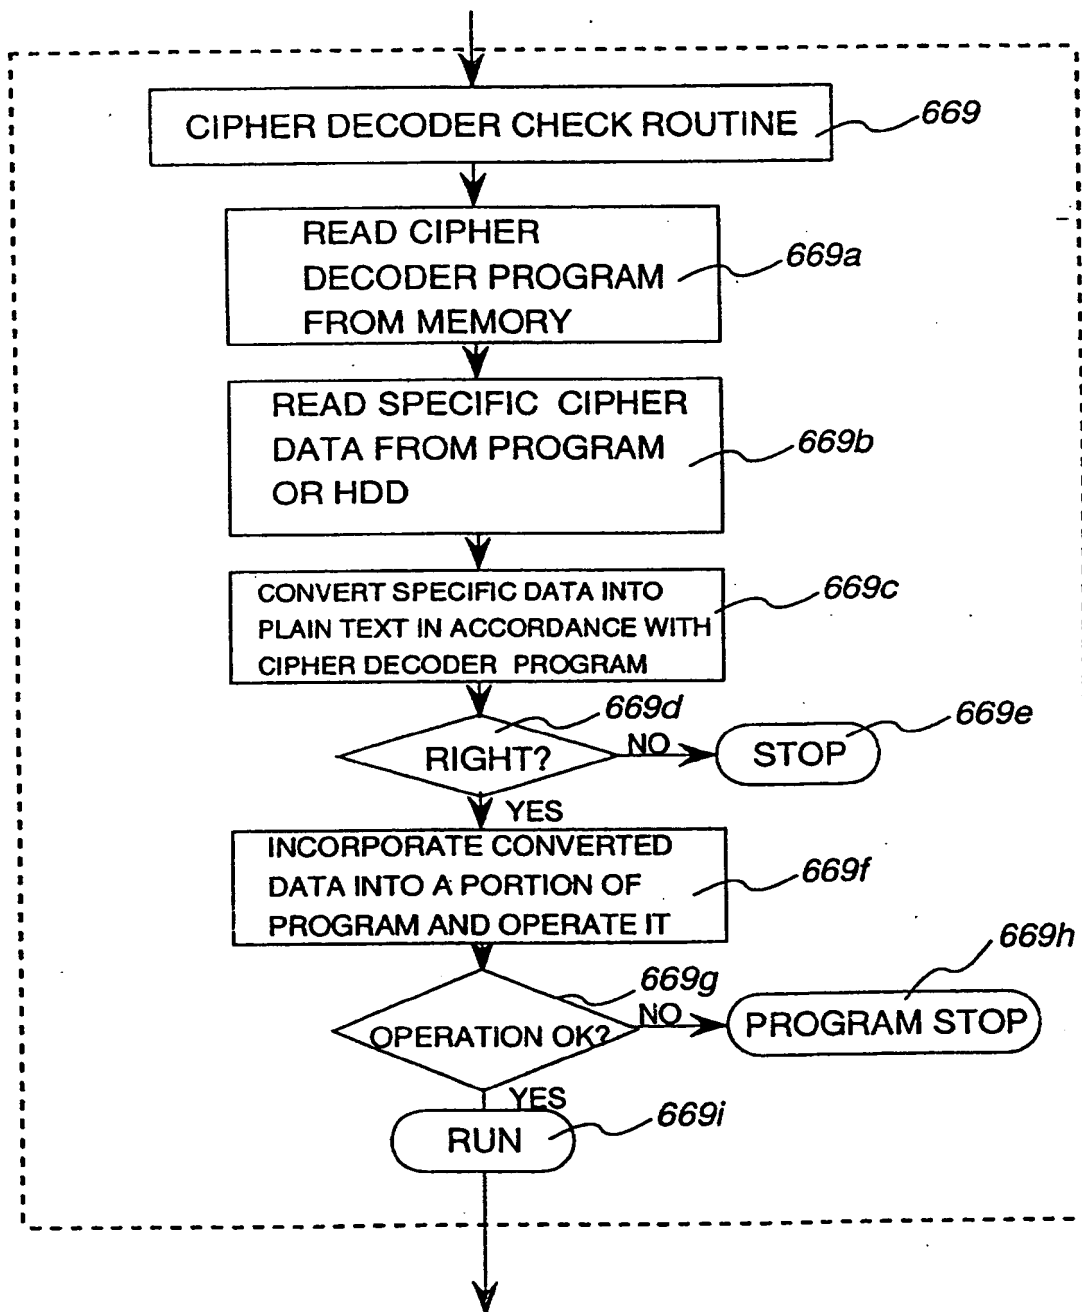 CIPHER DECODER CHECK ROUTINE
669
READ CIPHER
DECODER PROGRAM
FROM MEMORY
669a
READ SPECIFIC CIPHER
DATA FROM PROGRAM
OR HDD
669b
CONVERT SPECIFIC DATA INTO
PLAIN TEXT IN ACCORDANCE WITH
CIPHER DECODER PROGRAM
669c
669d
RIGHT?
NO
STOP
669e
YES
INCORPORATE CONVERTED
DATA INTO A PORTION OF
PROGRAM AND OPERATE IT
669f
669g
OPERATION OK?
NO
PROGRAM STOP
669h
YES
RUN
669i